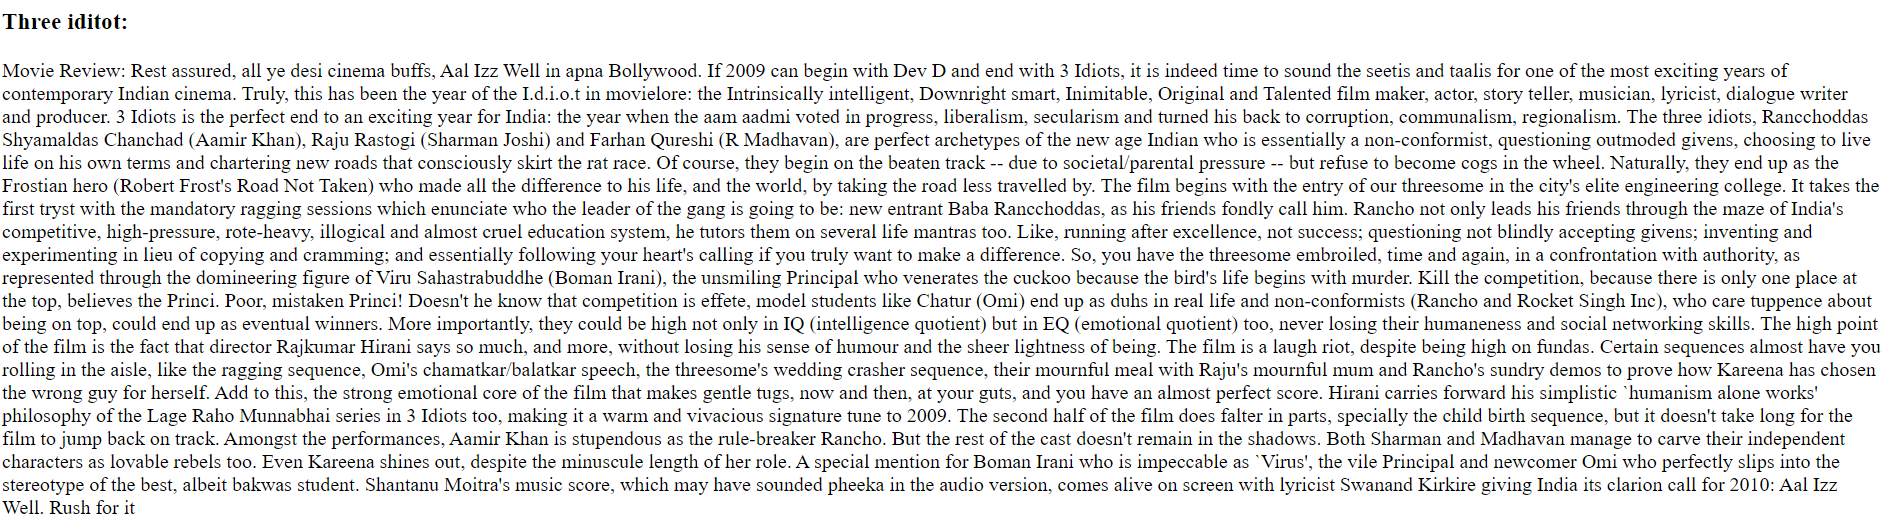 Three iditot:
Movie Review: Rest assured, all ye desi cinema buffs, Aal Izz Well in apna Bollywood. If 2009 can begin with Dev D and end with 3 Idiots, it is indeed time to sound the seetis and taalis for one of the most exciting years of
contemporary Indian cinema. Truly, this has been the year of the I.d.i.o.t in movielore: the Intrinsically intelligent, Downright smart, Inimitable, Original and Talented film maker, actor, story teller, musician, lyricist, dialogue writer
and producer. 3 Idiots is the perfect end to an exciting year for India: the year when the aam aadmi voted in progress, liberalism, secularism and turned his back to corruption, communalism, regionalism. The three idiots, Rancchoddas
Shyamaldas Chanchad (Aamir Khan), Raju Rastogi (Sharman Joshi) and Farhan Qureshi (R Madhavan), are perfect archetypes of the new age Indian who is essentially a non-conformist, questioning outmoded givens, choosing to live
life on his own terms and chartering new roads that consciously skirt the rat race. Of course, they begin on the beaten track -- due to societal/parental pressure -- but refuse to become cogs in the wheel. Naturally, they end up as the
Frostian hero (Robert Frost's Road Not Taken) who made all the difference to his life, and the world, by taking the road less travelled by. The film begins with the entry of our threesome in the city's elite engineering college. It takes the
first tryst with the mandatory ragging sessions which enunciate who the leader of the gang is going to be: new entrant Baba Rancchoddas, as his friends fondly call him. Rancho not only leads his friends through the maze of India's
competitive, high-pressure, rote-heavy, illogical and almost cruel education system, he tutors them on several life mantras too. Like, running after excellence, not success; questioning not blindly accepting givens; inventing and
experimenting in lieu of copying and cramming; and essentially following your heart's calling if you truly want to make a difference. So, you have the threesome embroiled, time and again, in a confrontation with authority, as
represented through the domineering figure of Viru Sahastrabuddhe (Boman Irani), the unsmiling Principal who venerates the cuckoo because the bird's life begins with murder. Kill the competition, because there is only one place at
the top, believes the Princi. Poor, mistaken Princi! Doesn't he know that competition is effete, model students like Chatur (Omi) end up as duhs in real life and non-conformists (Rancho and Rocket Singh Inc), who care tuppence about
being on top, could end up as eventual winners. More importantly, they could be high not only in IQ (intelligence quotient) but in EQ (emotional quotient) too, never losing their humaneness and social networking skills. The high point
of the film is the fact that director Rajkumar Hirani says so much, and more, without losing his sense of humour and the sheer lightness of being. The film is a laugh riot, despite being high on fundas. Certain sequences almost have you
rolling in the aisle, like the ragging sequence, Omi's chamatkar/balatkar speech, the threesome's wedding crasher sequence, their mournful meal with Raju's mournful mum and Rancho's sundry demos to prove how Kareena has chosen
the wrong guy for herself. Add to this, the strong emotional core of the film that makes gentle tugs, now and then, at your guts, and you have an almost perfect score. Hirani carries forward his simplistic `humanism alone works'
philosophy of the Lage Raho Munnabhai series in 3 Idiots too, making it a warm and vivacious signature tune to 2009. The second half of the film does falter in parts, specially the child birth sequence, but it doesn't take long for the
film to jump back on track. Amongst the performances, Aamir Khan is stupendous as the rule-breaker Rancho. But the rest of the cast doesn't remain in the shadows. Both Sharman and Madhavan manage to carve their independent
characters as lovable rebels too. Even Kareena shines out, despite the minuscule length of her role. A special mention for Boman Irani who is impeccable as `Virus', the vile Principal and newcomer Omi who perfectly slips into the
stereotype of the best, albeit bakwas student. Shantanu Moitra's music score, which may have sounded pheeka in the audio version, comes alive on screen with lyricist Swanand Kirkire giving India its clarion call for 2010: Aal Izz
Well. Rush for it